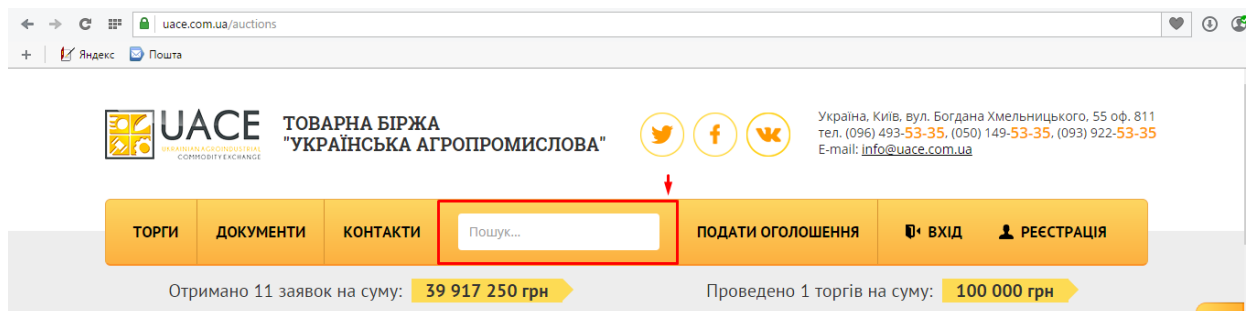 uace.com.ua/auctions
Яндекс Пошта
UACE
UKRAINIAN AGROINDUSTRIAL
COMMODITY EXCHANGE
ТОВАРНА БІРЖА
"УКРАЇНСЬКА АГРОПРОМИСЛОВА"
Україна, Київ, вул. Богдана Хмельницького, 55 оф. 811
тел. (096) 493-53-35, (050) 149-53-35, (093) 922-53-35
E-mail: info@uace.com.ua
ТОРГИ ДОКУМЕНТИ КОНТАКТИ Пошук... ПОДАТИ ОГОЛОШЕННЯ ВХІД РЕЄСТРАЦІЯ
Отримано 11 заявок на суму: 39 917 250 грн Проведено 1 торгів на суму: 100 000 грн